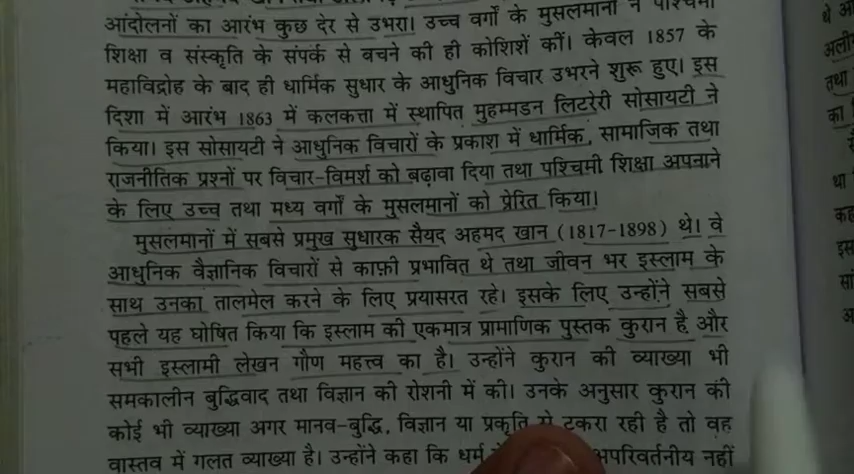 आंदोलनों का आरंभ कुछ देर से उभरा। उच्च वर्गों के मुसलमानों ने पश्चिमी
शिक्षा व संस्कृति के संपर्क से बचने की ही कोशिशें कीं। केवल 1857 के
महाविद्रोह के बाद ही धार्मिक सुधार के आधुनिक विचार उभरने शुरू हुए। इस
दिशा में आरंभ 1863 में कलकत्ता में स्थापित मुहम्मडन लिटरेरी सोसायटी ने
किया। इस सोसायटी ने आधुनिक विचारों के प्रकाश में धार्मिक, सामाजिक तथा
राजनीतिक प्रश्नों पर विचार-विमर्श को बढ़ावा दिया तथा पश्चिमी शिक्षा अपनाने
के लिए उच्च तथा मध्य वर्गों के मुसलमानों को प्रेरित किया।
मुसलमानों में सबसे प्रमुख सुधारक सैयद अहमद खान (1817-1898) थे। वे
आधुनिक वैज्ञानिक विचारों से काफ़ी प्रभावित थे तथा जीवन भर इस्लाम के
साथ उनका तालमेल करने के लिए प्रयासरत रहे। इसके लिए उन्होंने सबसे
पहले यह घोषित किया कि इस्लाम की एकमात्र प्रामाणिक पुस्तक कुरान है और
सभी इस्लामी लेखन गौण महत्त्व का है। उन्होंने कुरान की व्याख्या भी
समकालीन बुद्धिवाद तथा विज्ञान की रोशनी में की। उनके अनुसार कुरान की
कोई भी व्याख्या अगर मानव-बुद्धि, विज्ञान या प्रकृति से टकरा रही है तो वह
वास्तव में गलत व्याख्या है। उन्होंने कहा कि धर्म अपरिवर्तनीय नहीं